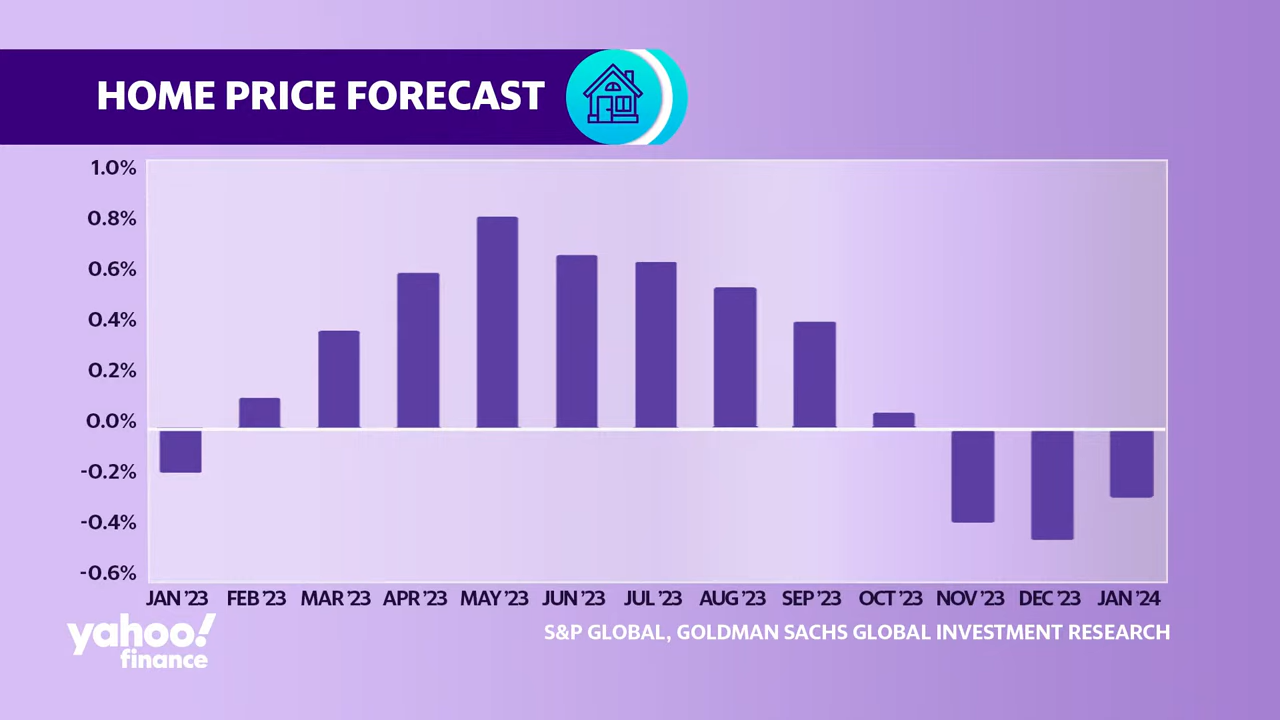 HOME PRICE FORECAST
1.0%
0.8%
0.6%
0.4%
0.2%
0.0%
-0.2%
-0.4%
-0.6%
JAN ’23 FEB ’23 MAR ’23 APR ’23 MAY ’23 JUN ’23 JUL ’23 AUG ’23 SEP ’23 OCT ’23 NOV ’23 DEC ’23 JAN ’24
S&P GLOBAL, GOLDMAN SACHS GLOBAL INVESTMENT RESEARCH
yahoo!
finance